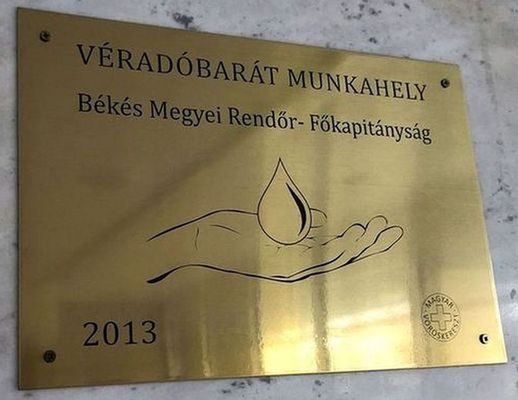 VÉRADÓBARÁT MUNKAHELY
Békés Megyei Rendőr- Főkapitányság
2013
MAGYAR
VÖRÖSKERESZT